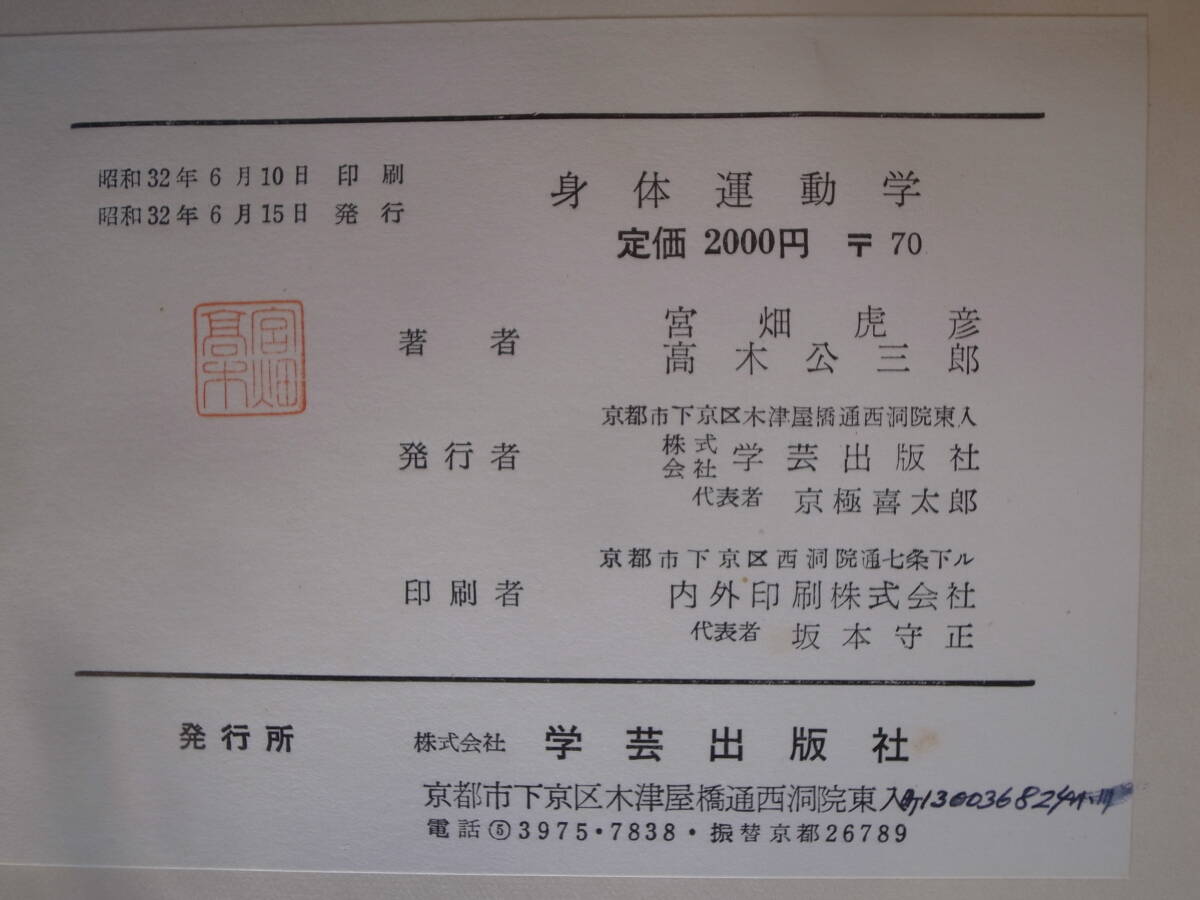 昭和32年 6 月10日 印 刷
昭和32年 6 月15日 発 行
身体運動学
定価 2000円 〒 70
宮畑
高木
著者
宮畑虎彦
高木公三郎
京都市下京区木津屋橋通西洞院東入
発行者
株式会社 学芸出版社
代表者 京極喜太郎
京都市下京区西洞院通七条下ル
印刷者
内外印刷株式会社
代表者 坂本守正
発行所 株式会社 学芸出版社
京都市下京区木津屋橋通西洞院東入
電話⑤3975・7838・振替京都26789